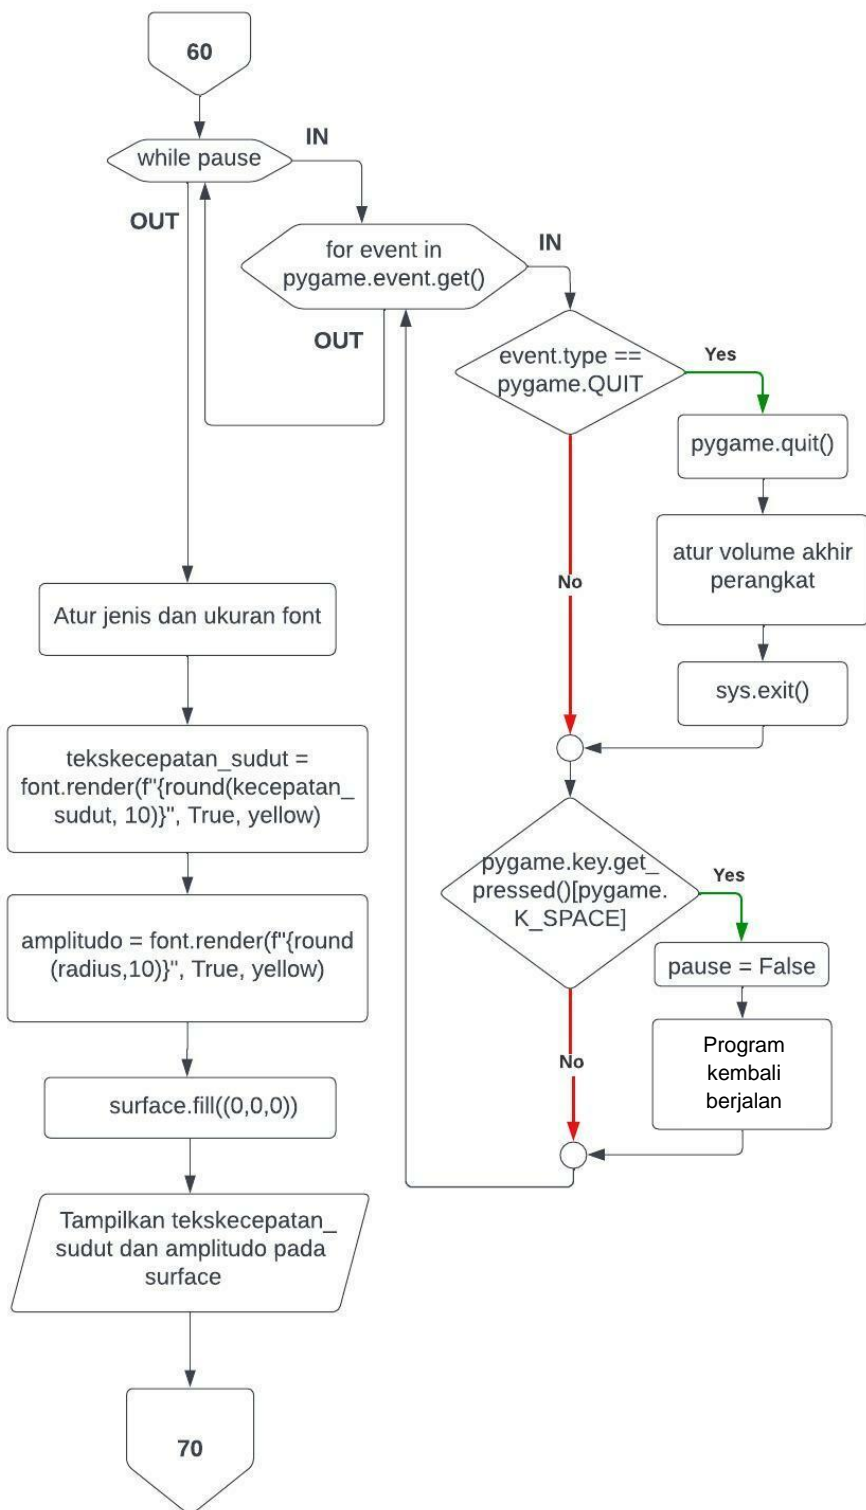 60
while pause
IN
OUT
for event in
pygame.event.get()
IN
OUT
event.type ==
pygame.QUIT
Yes
pygame.quit()
atur volume akhir
perangkat
sys.exit()
No
pygame.key.get_
pressed()[pygame.
K_SPACE]
Yes
pause = False
Program
kembali
berjalan
No
Atur jenis dan ukuran font
tekskecepatan_sudut =
font.render(f"{round(kecepatan_
sudut, 10)}", True, yellow)
amplitudo = font.render(f"{round
(radius,10)}", True, yellow)
surface.fill((0,0,0))
Tampilkan tekskecepatan_
sudut dan amplitudo pada
surface
70